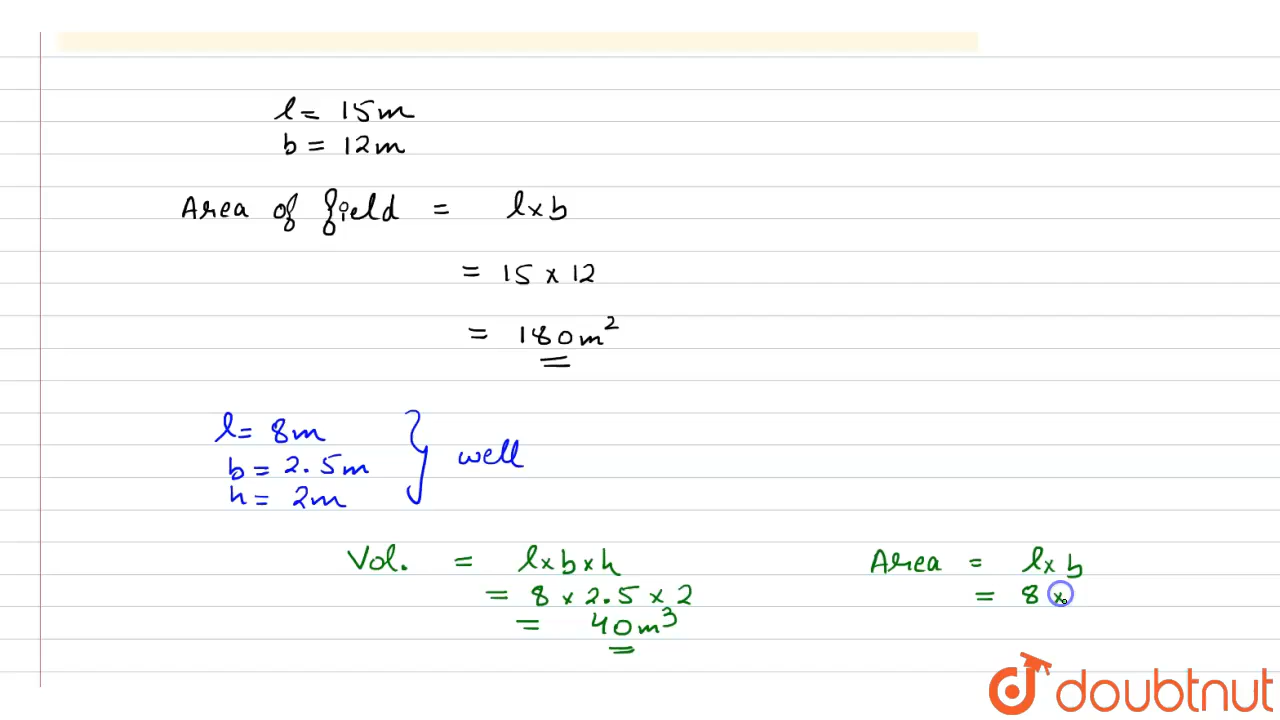 l = 15m
b = 12m
Area of field = l×b
= 15 × 12
= 180m²
l = 8m
b = 2.5m
h = 2m
well
Vol. = l×b×h
= 8 × 2.5 × 2
= 40m³
Area = l×b
= 8 ×
doubtnut